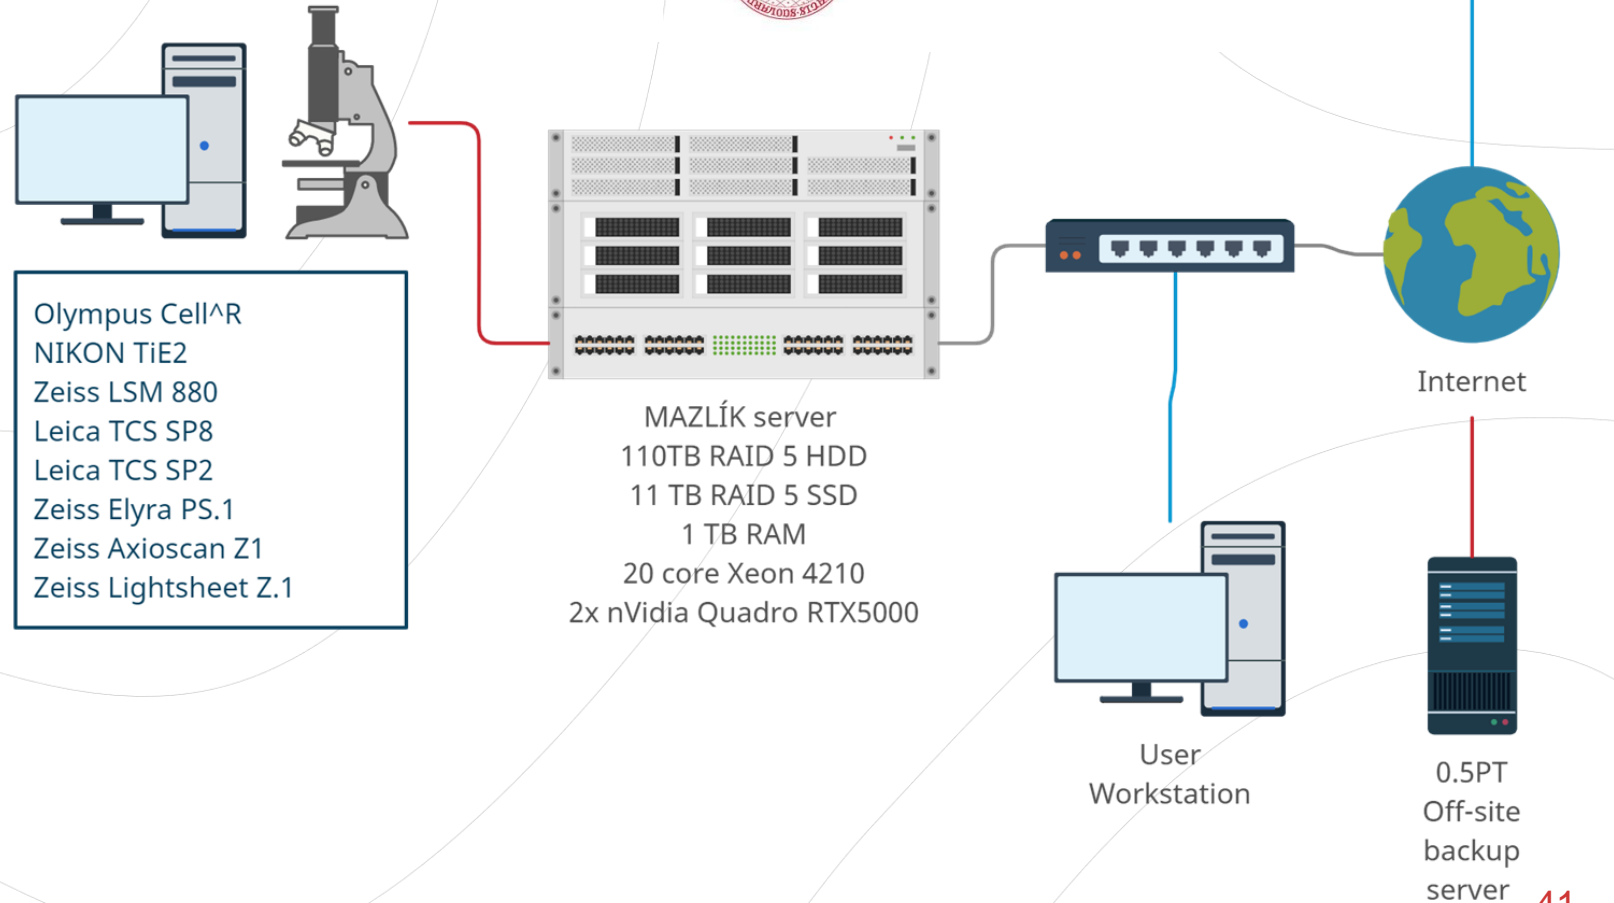 Olympus Cell^R
NIKON TiE2
Zeiss LSM 880
Leica TCS SP8
Leica TCS SP2
Zeiss Elyra PS.1
Zeiss Axioscan Z1
Zeiss Lightsheet Z.1
MAZLÍK server
110TB RAID 5 HDD
11 TB RAID 5 SSD
1 TB RAM
20 core Xeon 4210
2x nVidia Quadro RTX5000
Internet
User
Workstation
0.5PT
Off-site
backup
server
41